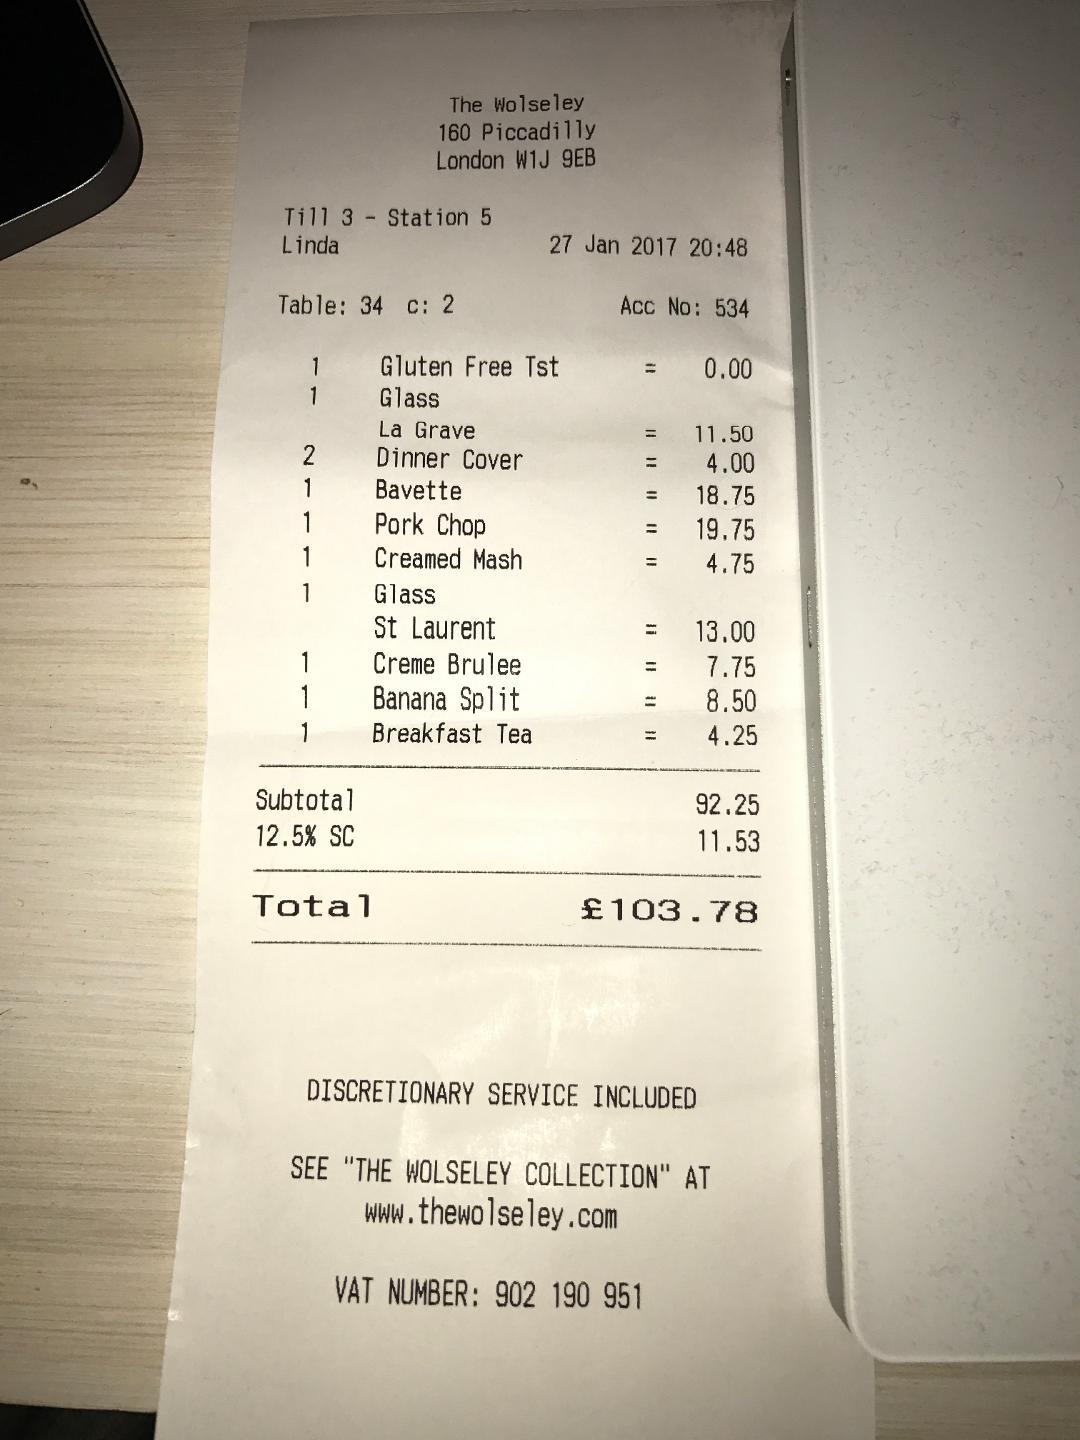 The Wolseley
160 Piccadilly
London W1J 9EB
Till 3 - Station 5
Linda 27 Jan 2017 20:48
Table: 34 c: 2 Acc No: 534
1 Gluten Free Tst = 0.00
1 Glass
La Grave = 11.50
2 Dinner Cover = 4.00
1 Bavette = 18.75
1 Pork Chop = 19.75
1 Creamed Mash = 4.75
1 Glass
St Laurent = 13.00
1 Creme Brulee = 7.75
1 Banana Split = 8.50
1 Breakfast Tea = 4.25
Subtotal 92.25
12.5% SC 11.53
Total £103.78
DISCRETIONARY SERVICE INCLUDED
SEE "THE WOLSELEY COLLECTION" AT
www.thewolseley.com
VAT NUMBER: 902 190 951